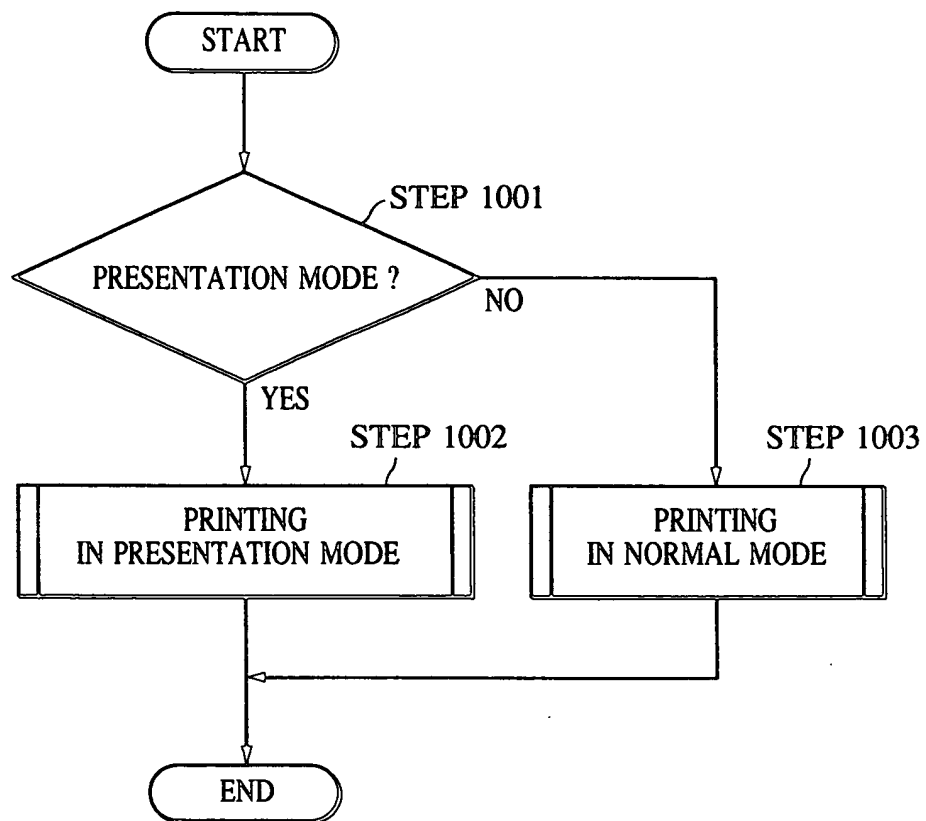 START
STEP 1001
PRESENTATION MODE ?
NO
YES
STEP 1002
STEP 1003
PRINTING
IN PRESENTATION MODE
PRINTING
IN NORMAL MODE
END